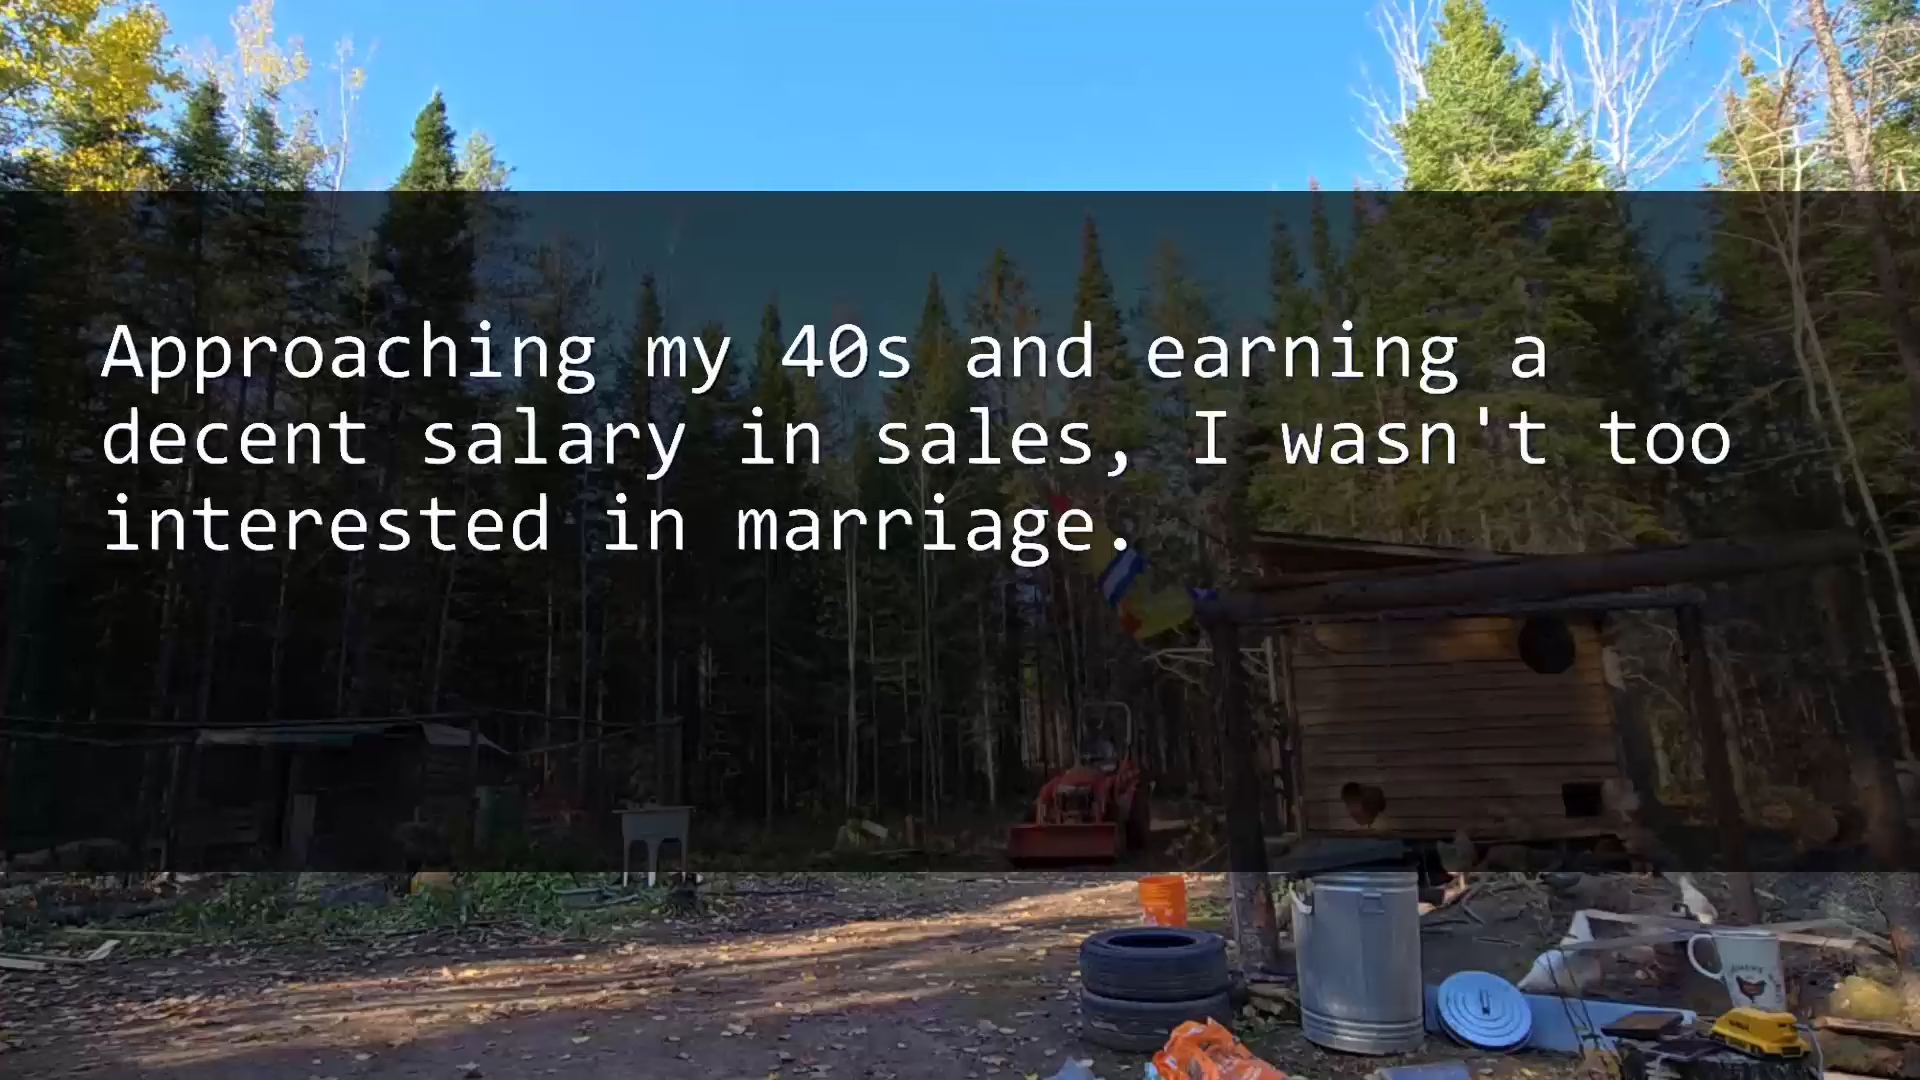 Approaching my 40s and earning a
decent salary in sales, I wasn't too
interested in marriage.